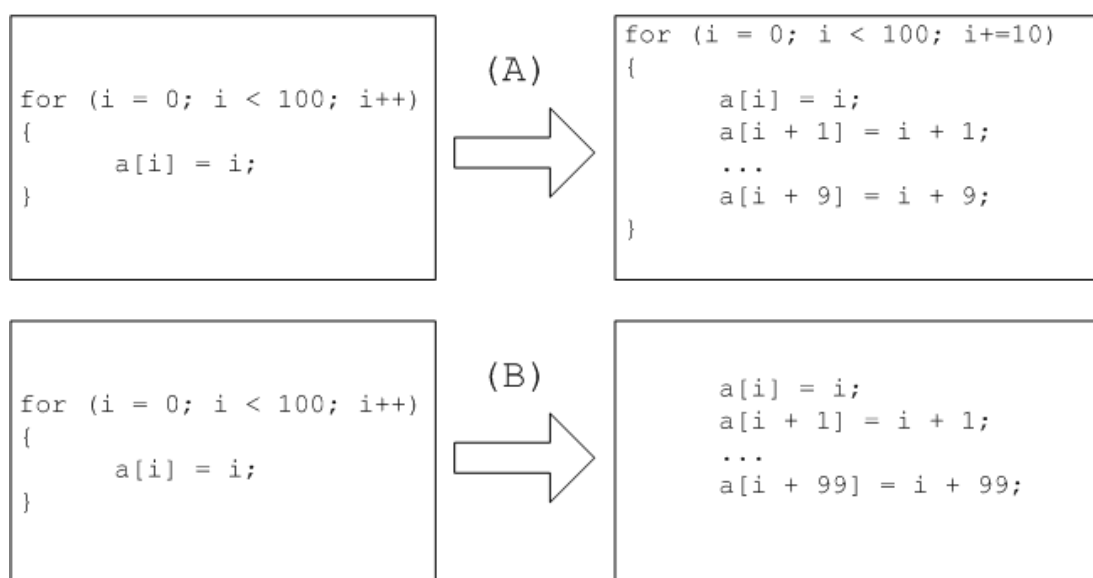 for (i = 0; i < 100; i++)
{
a[i] = i;
}
(A)
for (i = 0; i < 100; i+=10)
{
a[i] = i;
a[i + 1] = i + 1;
...
a[i + 9] = i + 9;
}
for (i = 0; i < 100; i++)
{
a[i] = i;
}
(B)
a[i] = i;
a[i + 1] = i + 1;
...
a[i + 99] = i + 99;